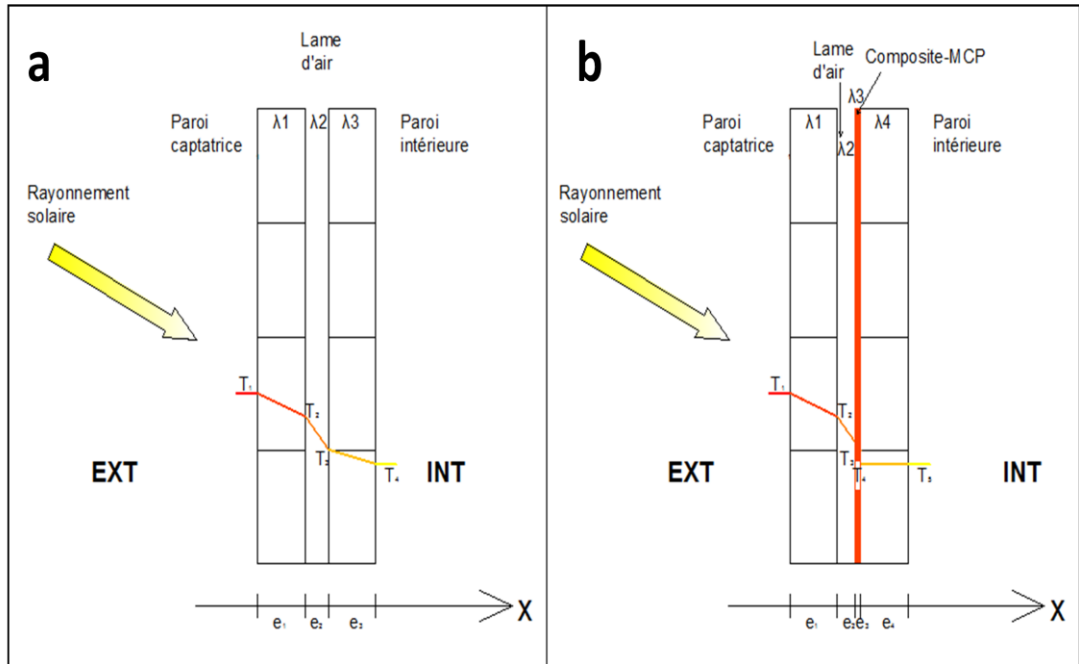 a
Lame
d'air
λ1
λ2
λ3
Paroi
captatrice
Paroi
intérieure
Rayonnement
solaire
T₁
T₂
T₃
T₄
EXT
INT
X
e₁
e₂
e₃
b
Lame
d'air
Composite-MCP
λ3
λ1
λ2
λ4
Paroi
captatrice
Paroi
intérieure
Rayonnement
solaire
T₁
T₂
T₃
T₄
T₅
EXT
INT
X
e₁
e₂
e₃
e₄